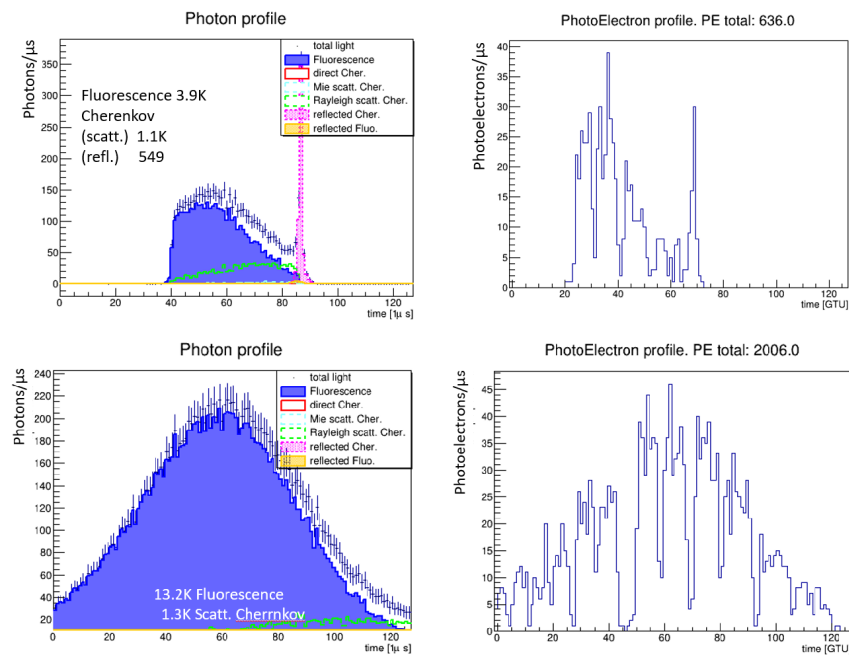 Photon profile
Photons/µs
350
300
250
200
150
100
50
0
total light
Fluorescence
direct Cher.
Mie scatt. Cher.
Rayleigh scatt. Cher.
reflected Cher.
reflected Fluo.
Fluorescence 3.9K
Cherenkov
(scatt.) 1.1K
(refl.) 549
0 20 40 60 80 100 120
time [1µ s]
PhotoElectron profile. PE total: 636.0
Photoelectrons/µs
40
35
30
25
20
15
10
5
0
0 20 40 60 80 100 120
time [GTU]
Photon profile
Photons/µs
240
220
200
180
160
140
120
100
80
60
40
20
total light
Fluorescence
direct Cher.
Mie scatt. Cher.
Rayleigh scatt. Cher.
reflected Cher.
reflected Fluo.
13.2K Fluorescence
1.3K Scatt. Cherrnkov
0 20 40 60 80 100 120
time [1µ s]
PhotoElectron profile. PE total: 2006.0
Photoelectrons/µs
45
40
35
30
25
20
15
10
5
0
0 20 40 60 80 100 120
time [GTU]